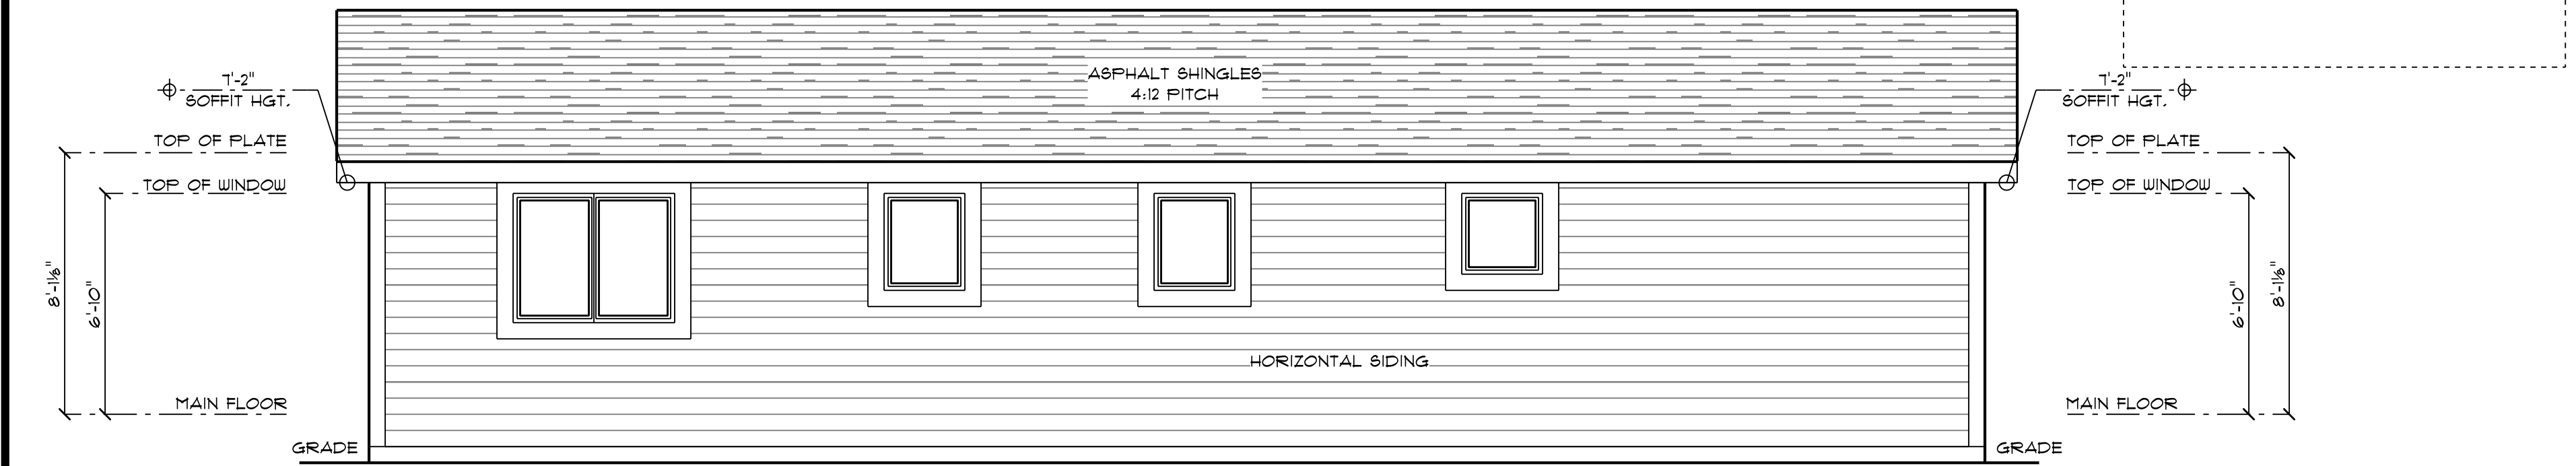 ASPHALT SHINGLES
4:12 PITCH
7'-2"
SOFFIT HGT.
7'-2"
SOFFIT HGT.
TOP OF PLATE
TOP OF PLATE
TOP OF WINDOW
TOP OF WINDOW
8'-1⅛"
6'-10"
6'-10"
8'-1⅛"
HORIZONTAL SIDING
MAIN FLOOR
MAIN FLOOR
GRADE
GRADE